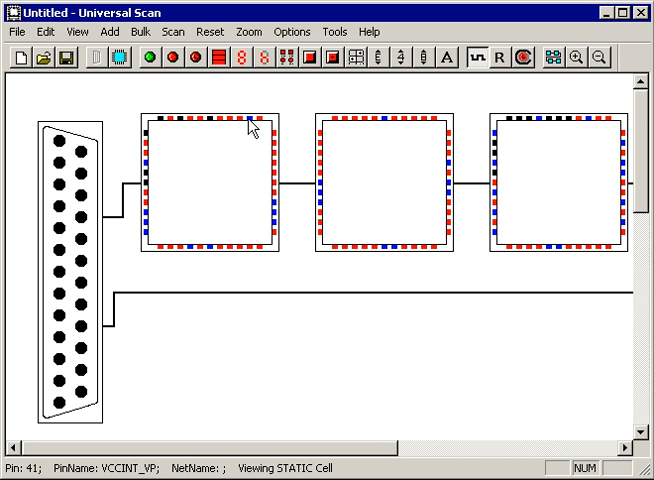 Untitled - Universal Scan
File Edit View Add Bulk Scan Reset Zoom Options Tools Help
R A
Pin: 41; PinName: VCCINT_VP; NetName: ; Viewing STATIC Cell NUM